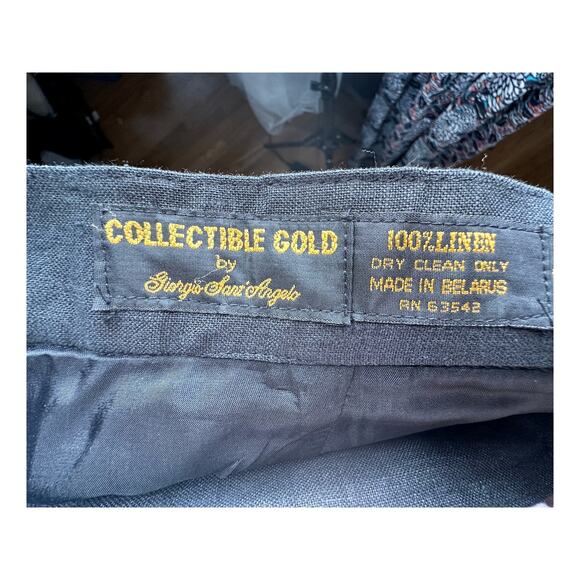 COLLECTIBLE GOLD
by
Giorgio Sant'Angelo
100% LINEN
DRY CLEAN ONLY
MADE IN BELARUS
RN 63542